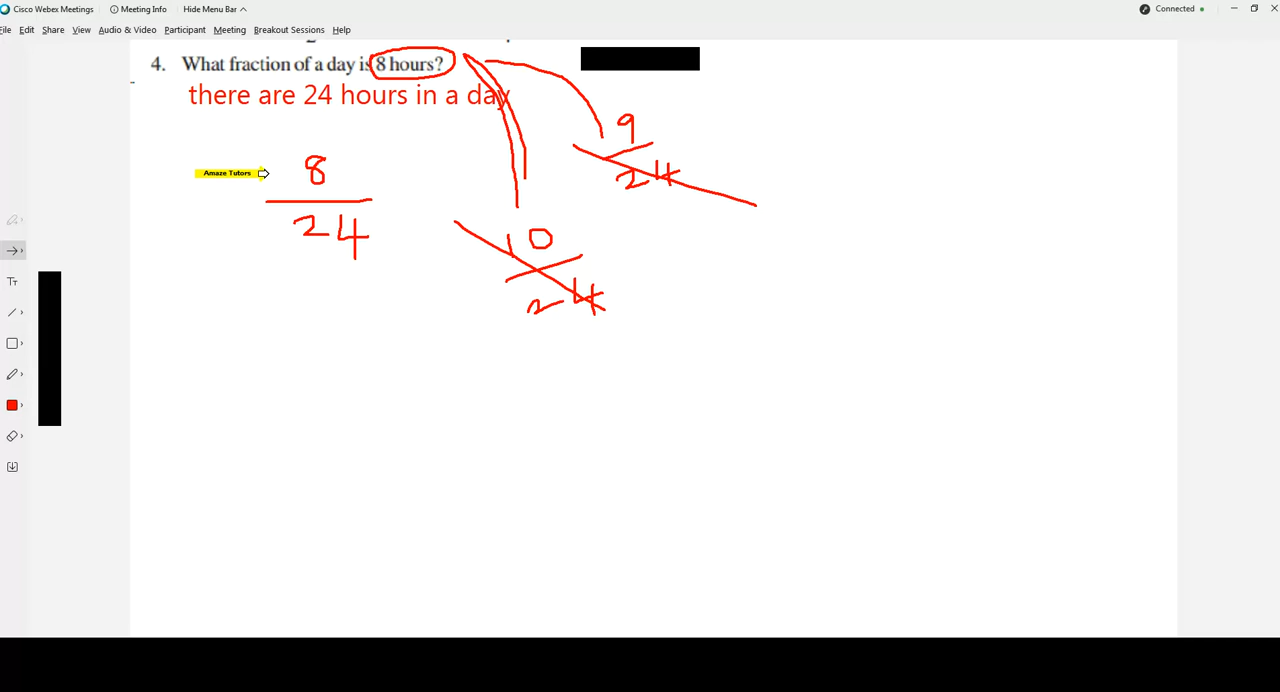 Cisco Webex Meetings Meeting Info Hide Menu Bar Connected
File Edit Share View Audio & Video Participant Meeting Breakout Sessions Help
4. What fraction of a day is 8 hours?
there are 24 hours in a day
9
24
Amaze Tutors
8
24
10
24
Tт